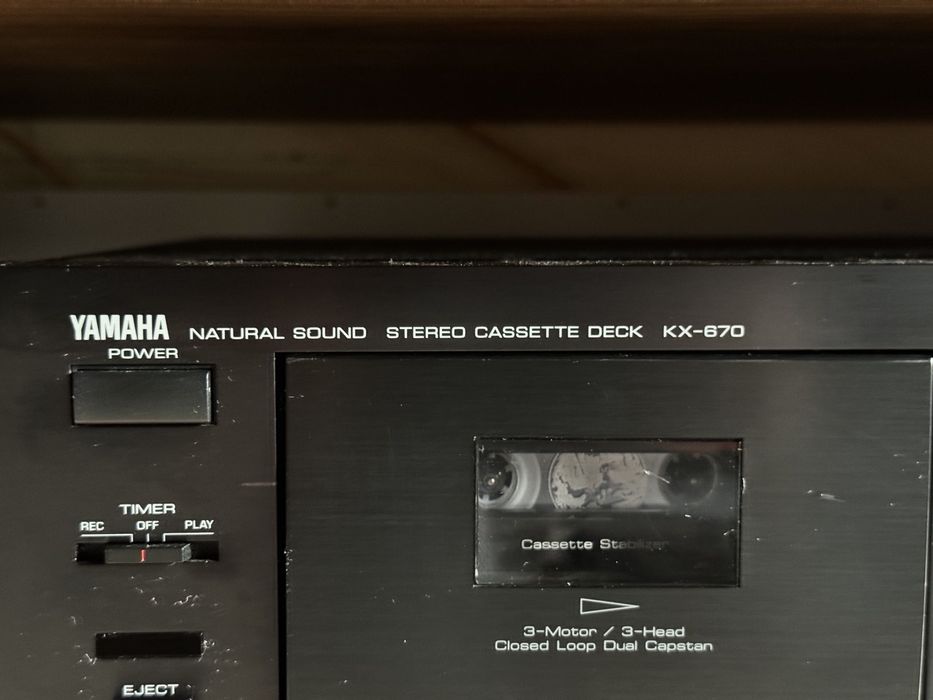 YAMAHA NATURAL SOUND STEREO CASSETTE DECK KX-670
POWER
TIMER
REC OFF PLAY
Cassette Stabilizer
3-Motor / 3-Head
Closed Loop Dual Capstan
EJECT